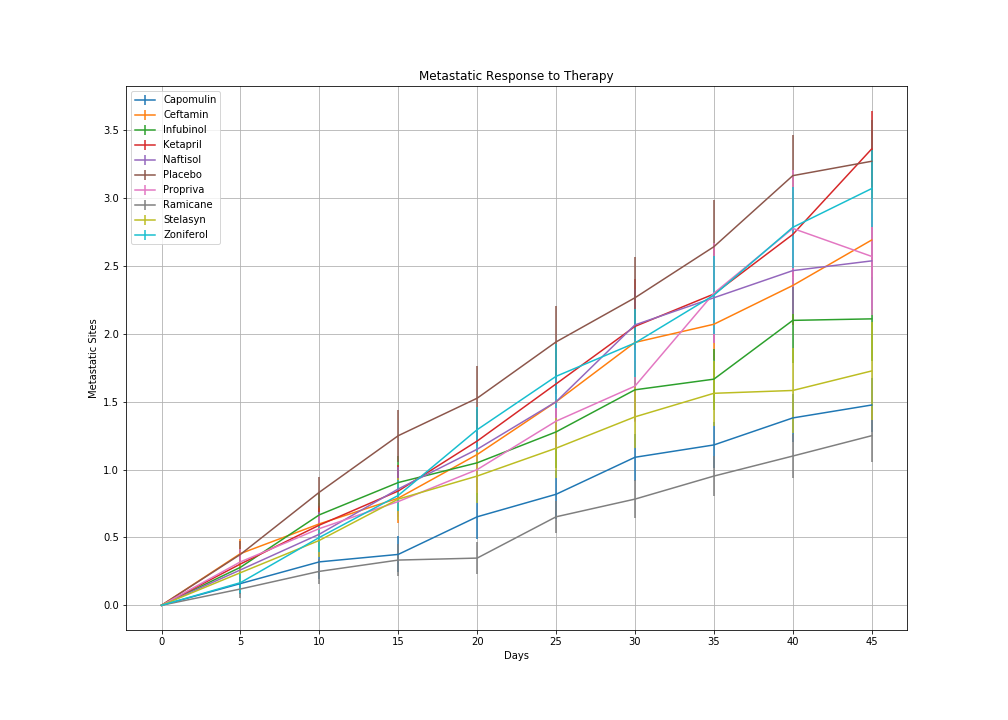 Metastatic Response to Therapy
Capomulin
Ceftamin
Infubinol
Ketapril
Naftisol
Placebo
Propriva
Ramicane
Stelasyn
Zoniferol
Metastatic Sites
3.5
3.0
2.5
2.0
1.5
1.0
0.5
0.0
0 5 10 15 20 25 30 35 40 45
Days